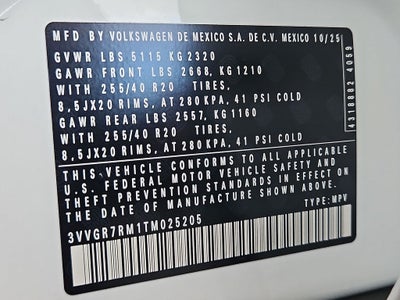 MFD BY VOLKSWAGEN DE MEXICO S.A. DE C.V. MEXICO 10/25
GVWR LBS 5115 KG 2320
GAWR FRONT LBS 2668, KG 1210
WITH 255/40 R20 TIRES,
8,5JX20 RIMS, AT 280 KPA, 41 PSI COLD
GAWR REAR LBS 2557, KG 1160
WITH 255/40 R20 TIRES,
8,5JX20 RIMS, AT 280 KPA, 41 PSI COLD
THIS VEHICLE CONFORMS TO ALL APPLICABLE
U.S. FEDERAL MOTOR VEHICLE SAFETY AND
THEFT PREVENTION STANDARDS IN EFFECT ON
THE DATE OF MANUFACTURE SHOWN ABOVE.
3VVGR7RM1TM025205 TYPE: MPV
4318882 4059